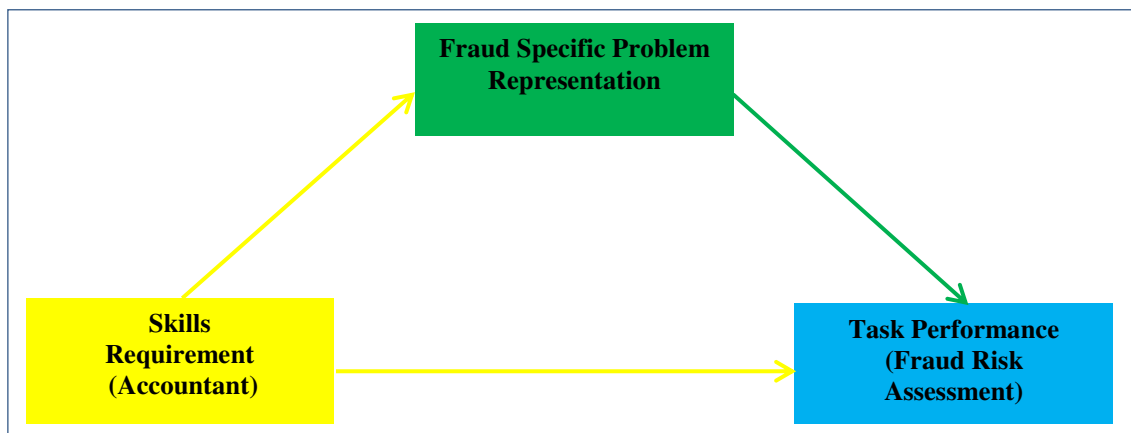 Fraud Specific Problem
Representation
Skills
Requirement
(Accountant)
Task Performance
(Fraud Risk
Assessment)